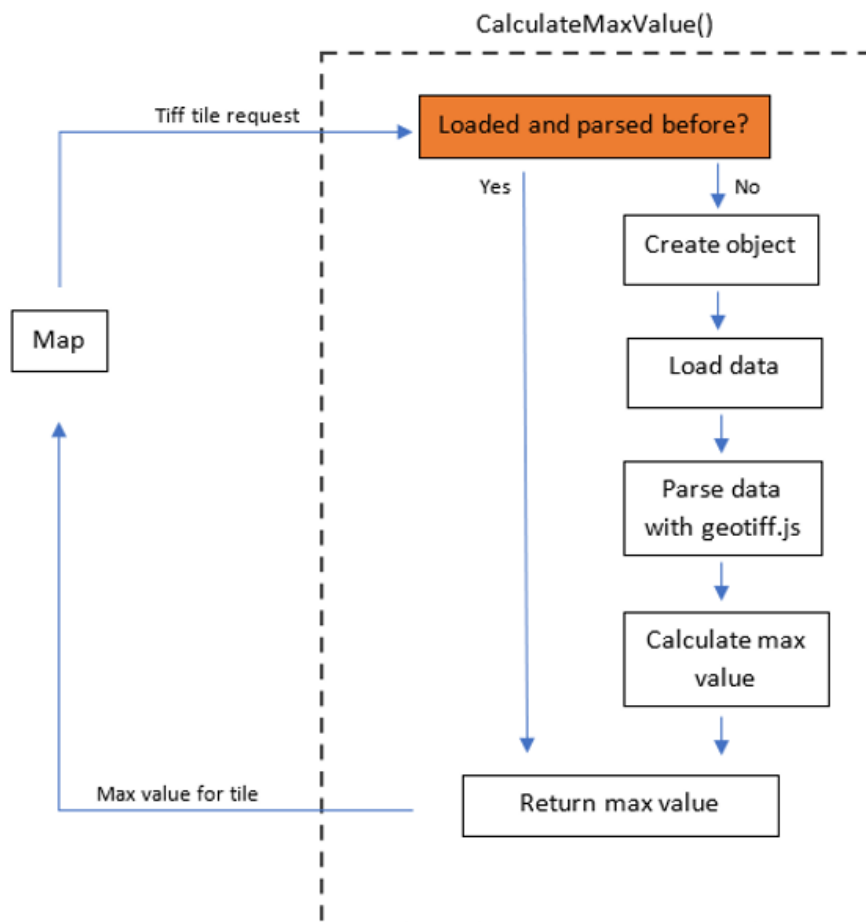 CalculateMaxValue()
Tiff tile request
Loaded and parsed before?
Yes
No
Create object
Map
Load data
Parse data
with geotiff.js
Calculate max
value
Max value for tile
Return max value